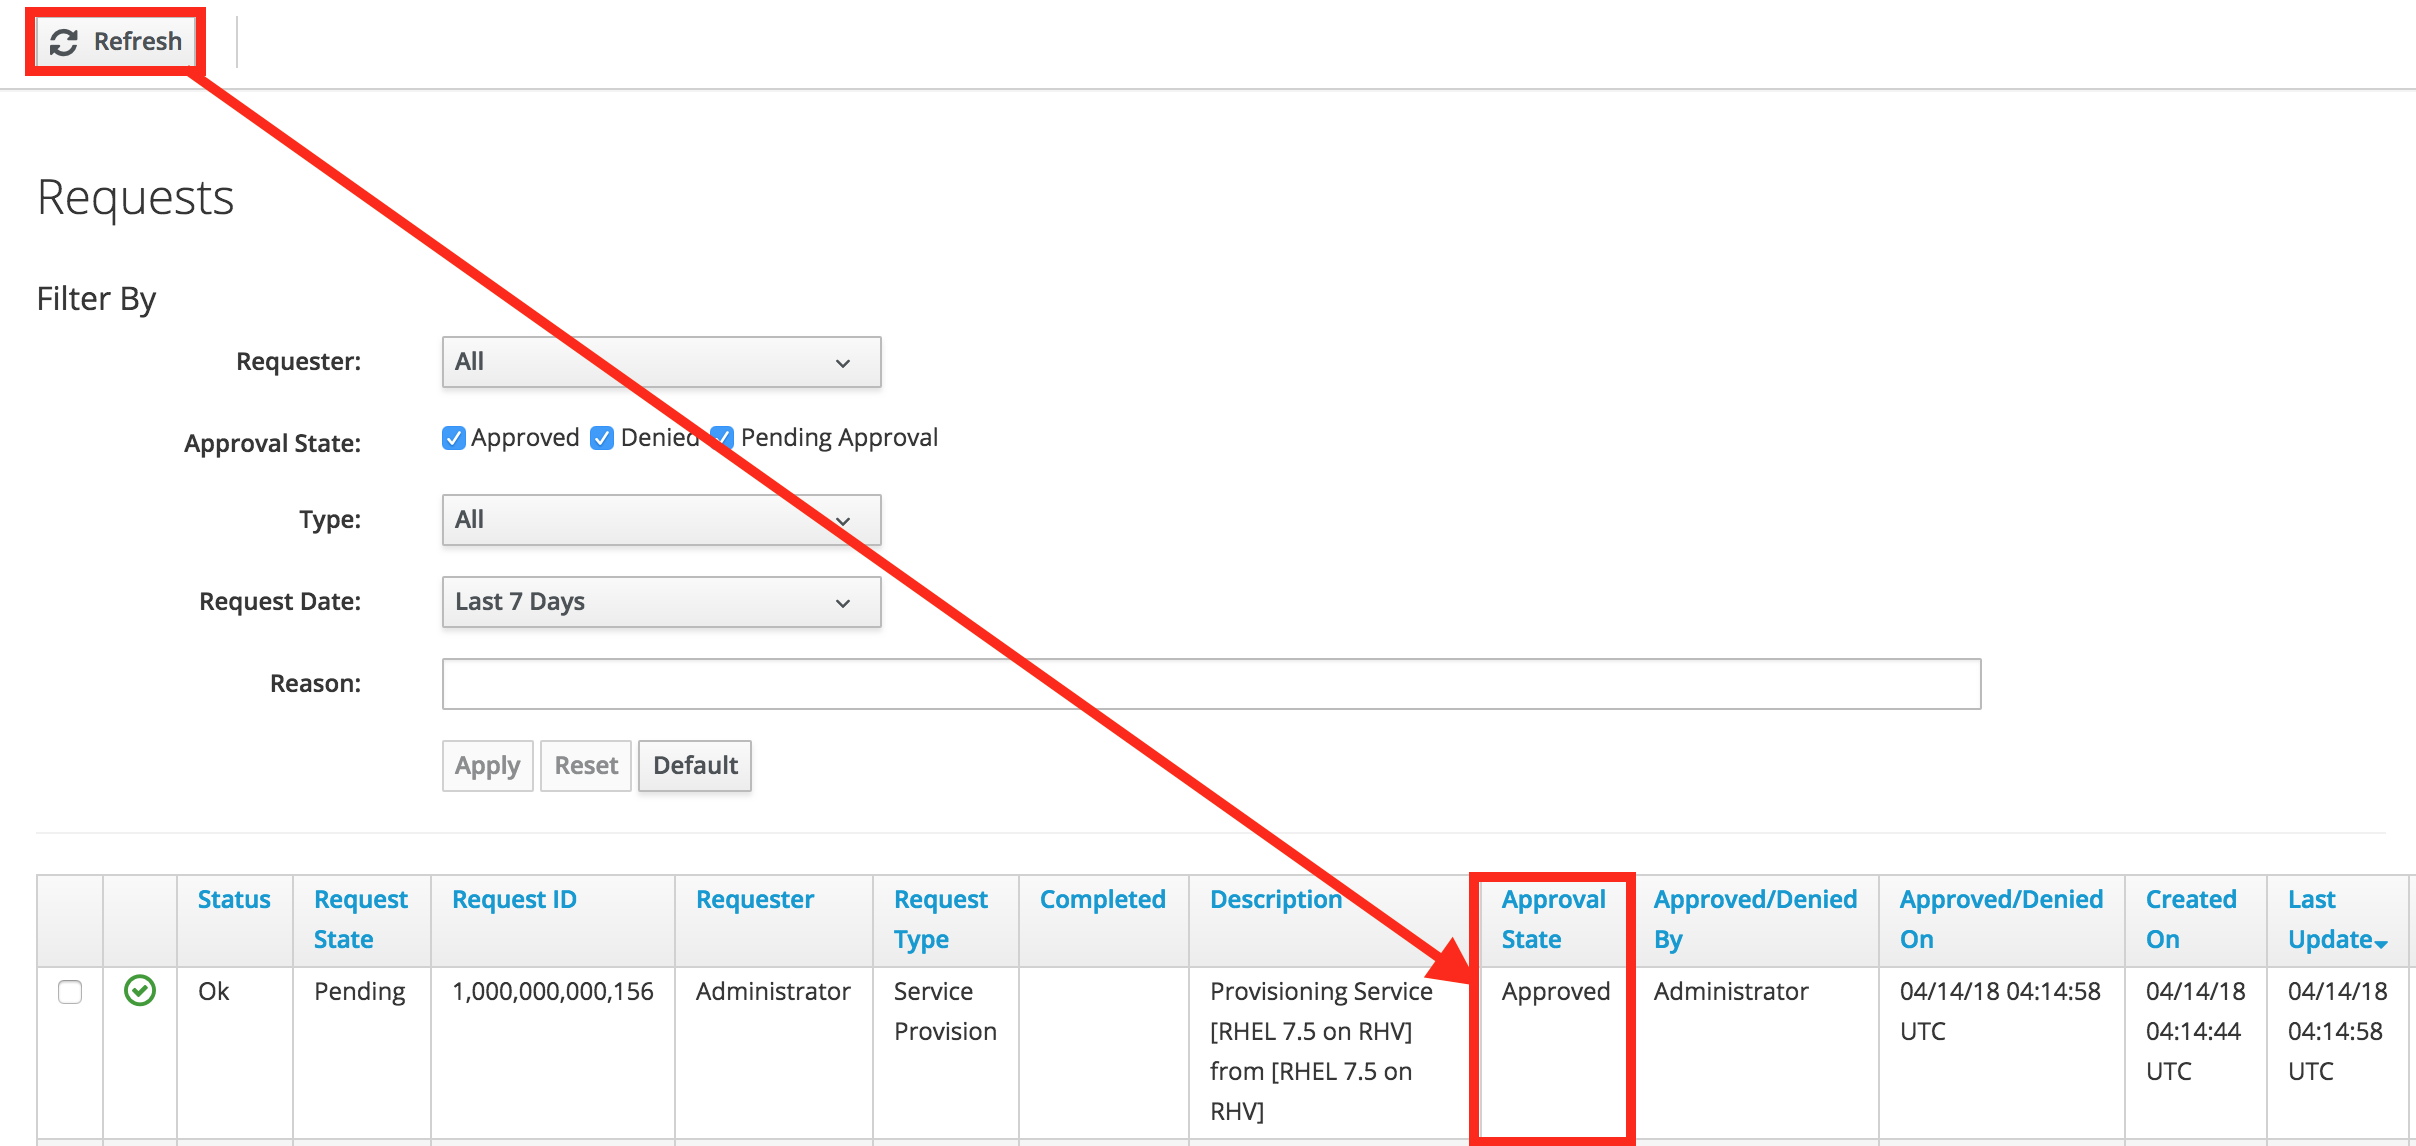 Refresh
Requests
Filter By
Requester: All
Approval State: Approved Denied Pending Approval
Type: All
Request Date: Last 7 Days
Reason:
Apply Reset Default
Status Request State Request ID Requester Request Type Completed Description Approval State Approved/Denied By Approved/Denied On Created On Last Update
Ok Pending 1,000,000,000,156 Administrator Service Provision Provisioning Service [RHEL 7.5 on RHV] from [RHEL 7.5 on RHV] Approved Administrator 04/14/18 04:14:58 UTC 04/14/18 04:14:44 UTC 04/14/18 04:14:58 UTC